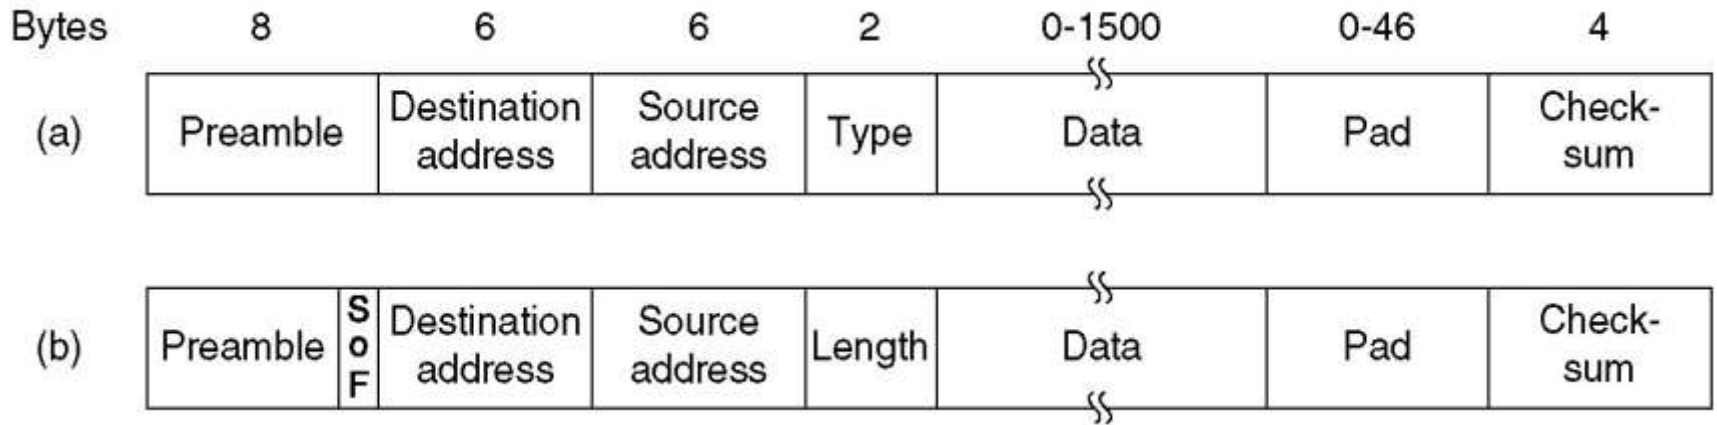 Bytes 8 6 6 2 0-1500 0-46 4
(a) Preamble Destination address Source address Type Data Pad Check-sum
(b) Preamble SoF Destination address Source address Length Data Pad Check-sum